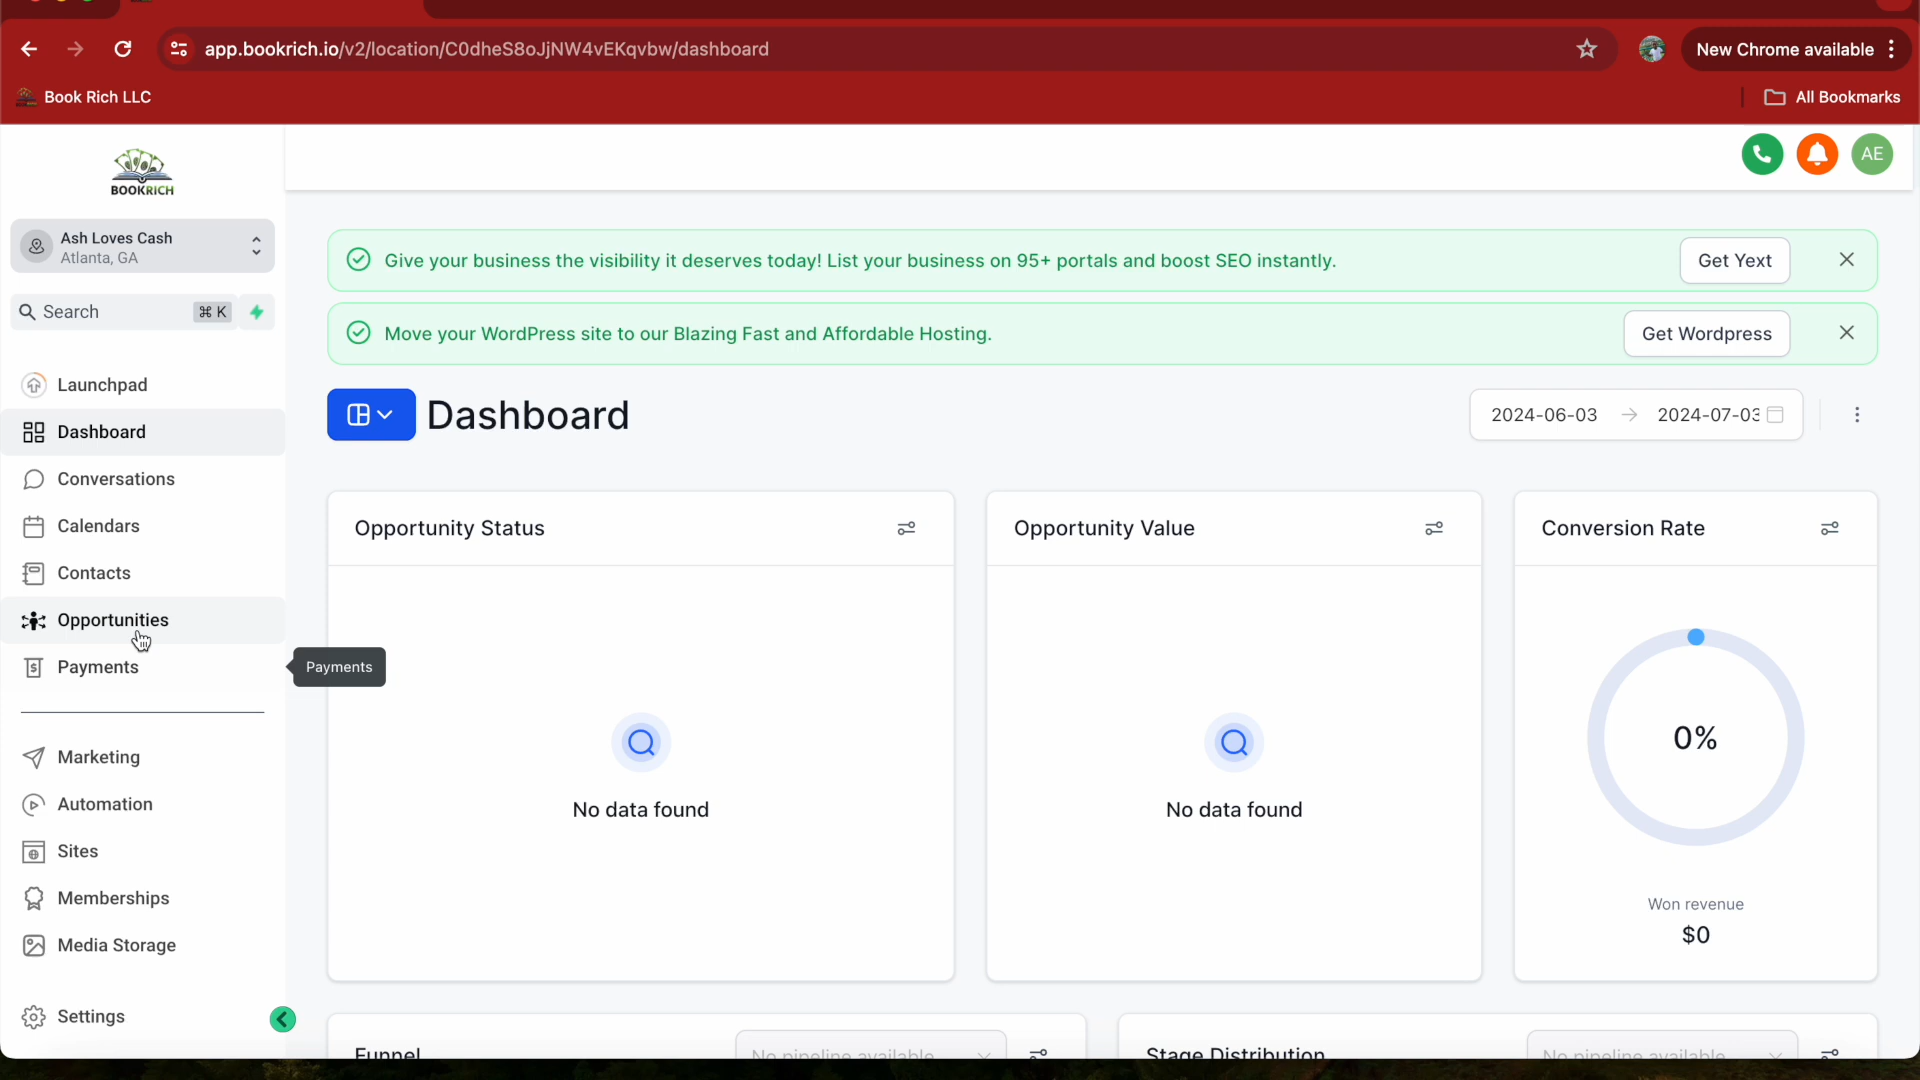 app.bookrich.io/v2/location/C0dheS8oJjNW4vEKqvbw/dashboard
New Chrome available
Book Rich LLC
All Bookmarks
BOOKRICH
AE
Ash Loves Cash
Atlanta, GA
Search
⌘ K
Give your business the visibility it deserves today! List your business on 95+ portals and boost SEO instantly.
Get Yext
Move your WordPress site to our Blazing Fast and Affordable Hosting.
Get Wordpress
Launchpad
Dashboard
Conversations
Calendars
Contacts
Opportunities
Payments
Payments
Marketing
Automation
Sites
Memberships
Media Storage
Settings
Dashboard
2024-06-03 → 2024-07-03
Opportunity Status
No data found
Opportunity Value
No data found
Conversion Rate
0%
Won revenue
$0
Funnel
No pipeline available
Stage Distribution
No pipeline available